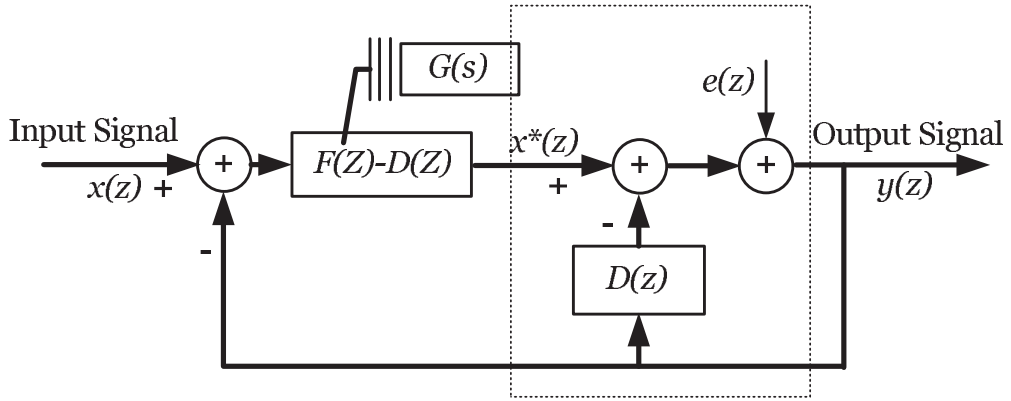 G(s)
e(z)
Input Signal
+
F(Z)-D(Z)
x*(z)
+
+
Output Signal
x(z) +
+
y(z)
-
-
D(z)